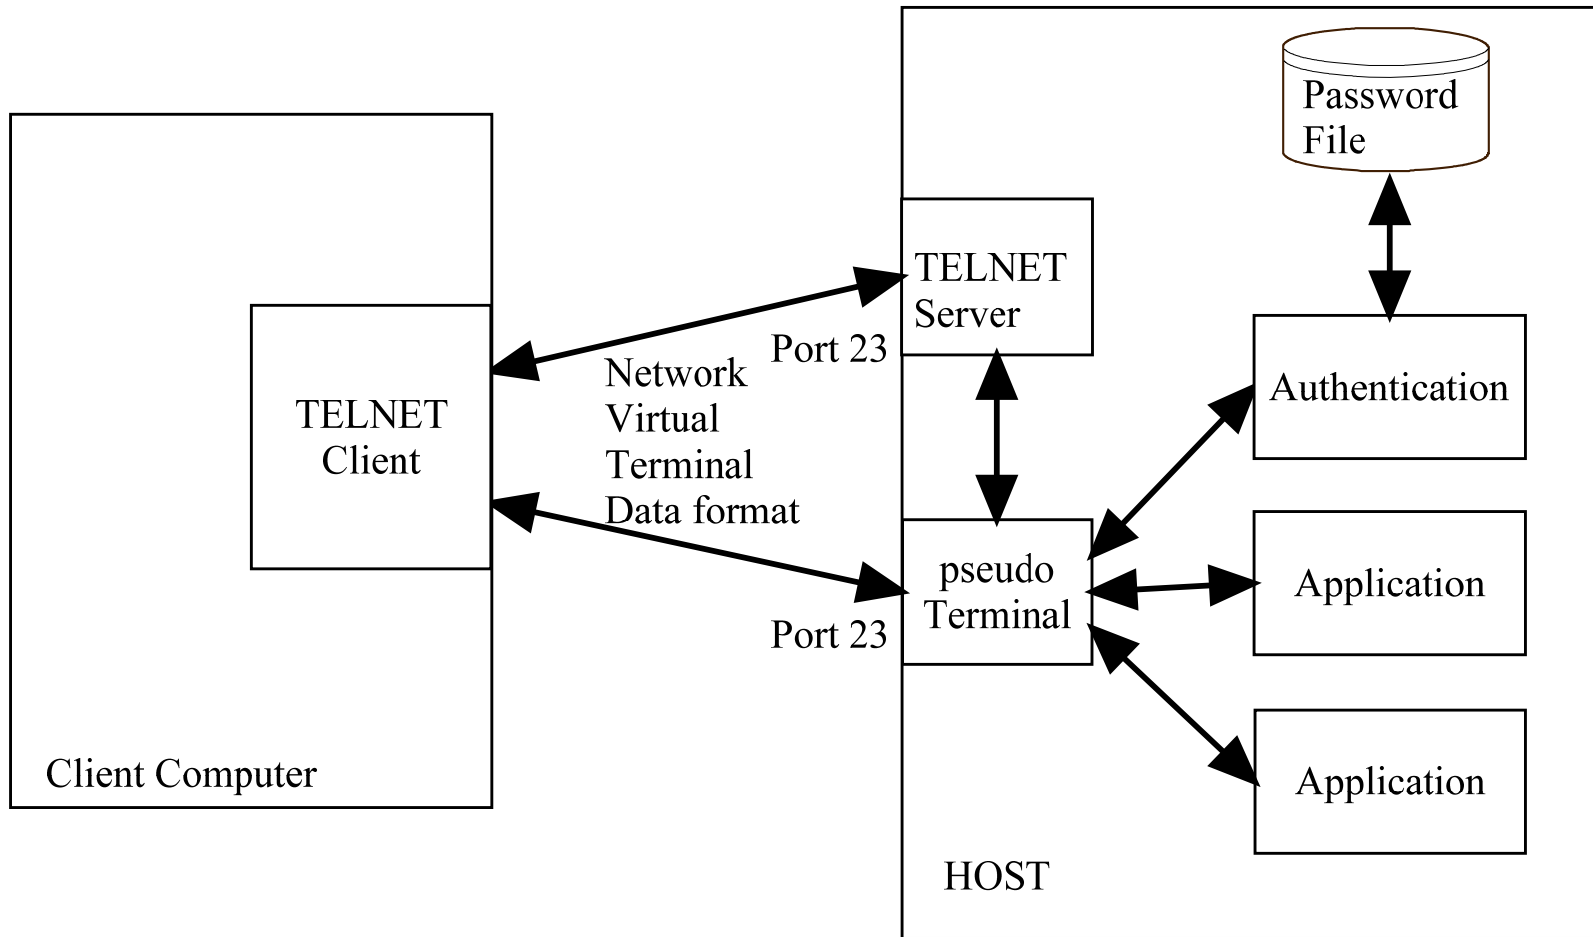 Password
File
TELNET
Server
Port 23
Network
Virtual
Terminal
Data format
TELNET
Client
Authentication
pseudo
Terminal
Application
Port 23
Client Computer
Application
HOST